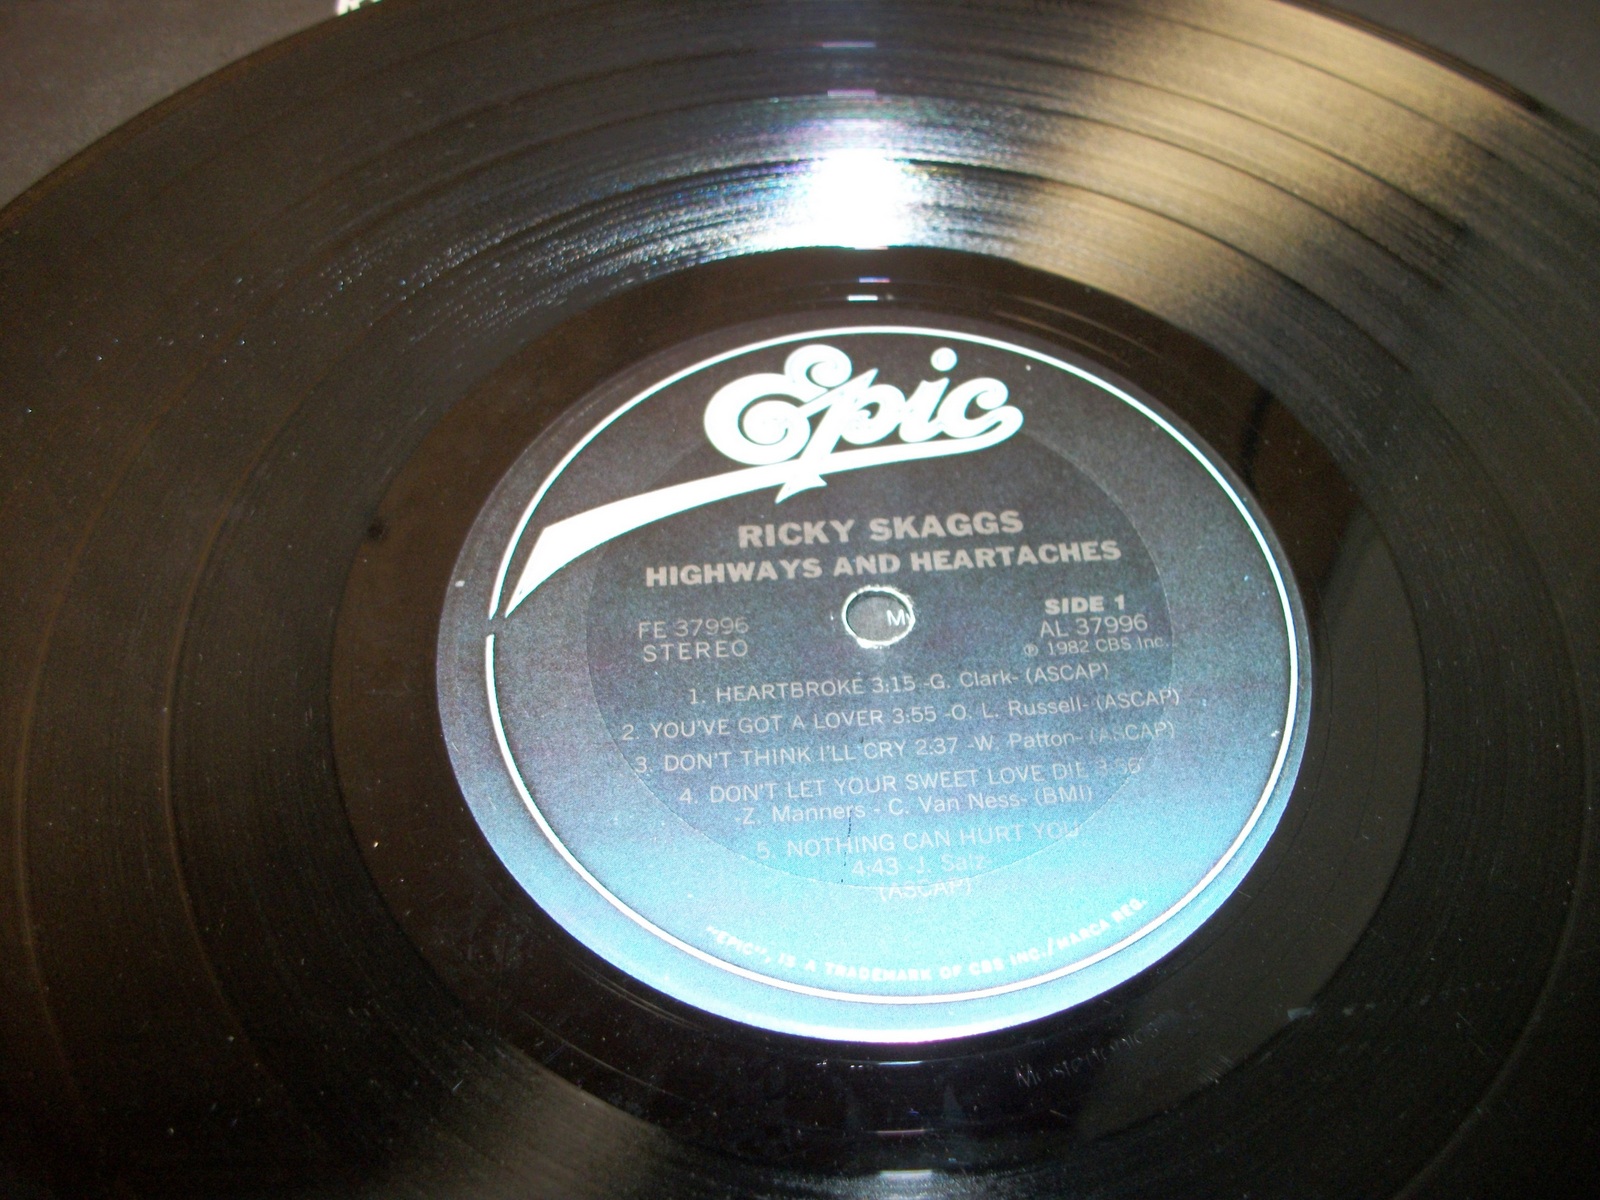 Epic
RICKY SKAGGS
HIGHWAYS AND HEARTACHES
FE 37996
STEREO
SIDE 1
AL 37996
℗ 1982 CBS Inc.
1. HEARTBROKE 3:15 -G. Clark- (ASCAP)
2. YOU'VE GOT A LOVER 3:55 -O. L. Russell- (ASCAP)
3. DON'T THINK I'LL CRY 2:37 -W. Patton- (ASCAP)
4. DON'T LET YOUR SWEET LOVE DIE 3:56
-Z. Manners - C. Van Ness- (BMI)
5. NOTHING CAN HURT YOU
4:43 -J. Salz-
(ASCAP)
"EPIC", IS A TRADEMARK OF CBS INC./MARCA REG.